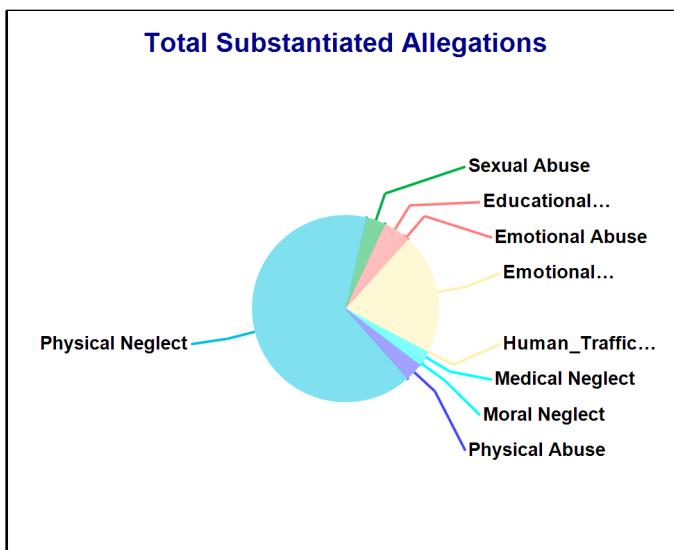 Total Substantiated Allegations
Sexual Abuse
Educational...
Emotional Abuse
Emotional...
Human_Traffic...
Physical Neglect
Medical Neglect
Moral Neglect
Physical Abuse